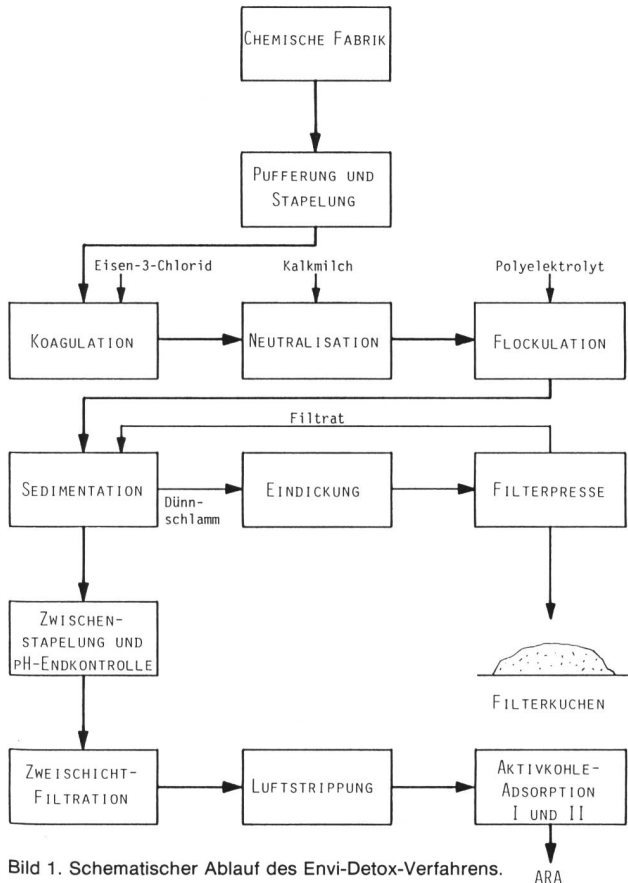 CHEMISCHE FABRIK
PUFFERUNG UND
STAPELUNG
Eisen-3-Chlorid
Kalkmilch
Polyelektrolyt
KOAGULATION
NEUTRALISATION
FLOCKULATION
Filtrat
SEDIMENTATION
Dünn-
schlamm
EINDICKUNG
FILTERPRESSE
ZWISCHEN-
STAPELUNG UND
pH-ENDKONTROLLE
FILTERKUCHEN
ZWEISCHICHT-
FILTRATION
LUFTSTRIPPUNG
AKTIVKOHLE-
ADSORPTION
I UND II
Bild 1. Schematischer Ablauf des Envi-Detox-Verfahrens.
ARA